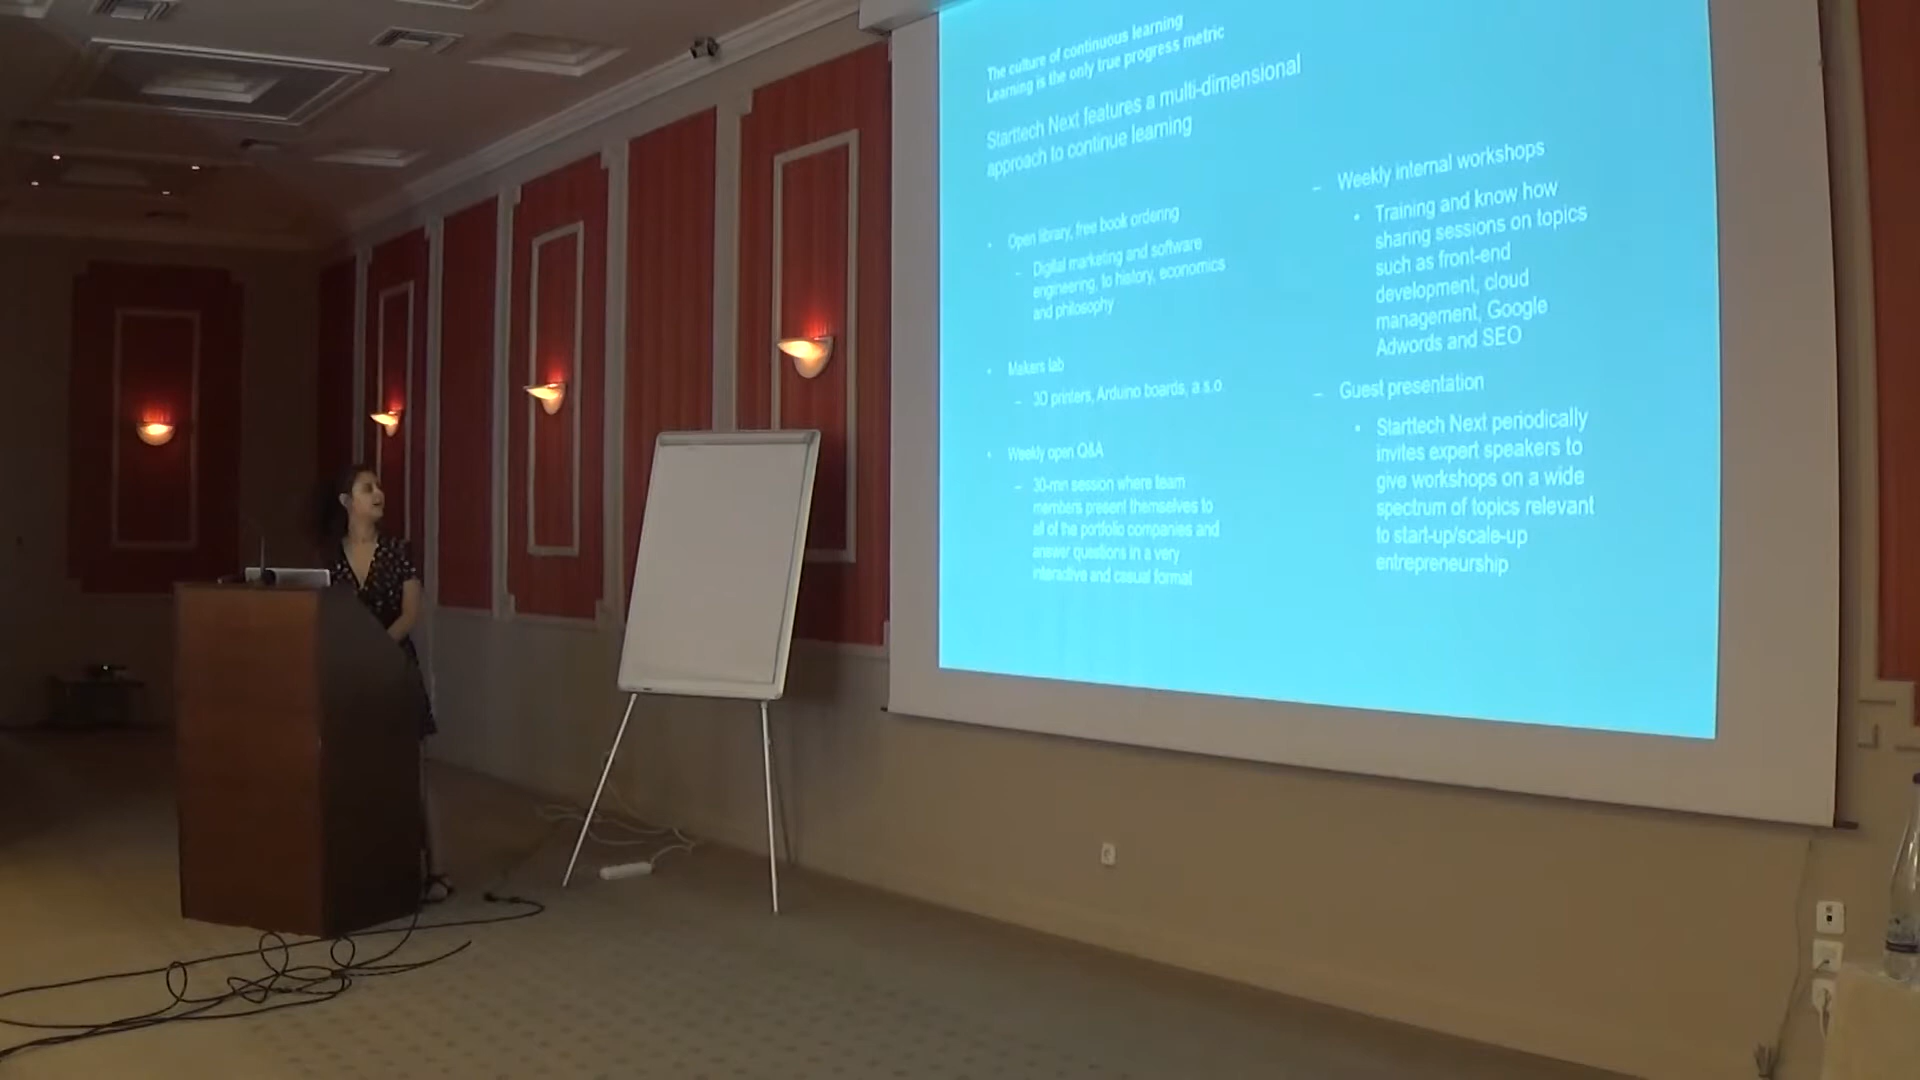 The culture of continuous learning
Learning is the only true progress metric
Starttech Next features a multi-dimensional
approach to continue learning
• Open library, free book ordering
– Digital marketing and software
engineering, to history, economics
and philosophy
• Makers lab
– 3D printers, Arduino boards, a.s.o.
• Weekly open Q&A
– 30-mn session where team
members present themselves to
all of the portfolio companies and
answer questions in a very
interactive and casual format
– Weekly internal workshops
• Training and know how
sharing sessions on topics
such as front-end
development, cloud
management, Google
Adwords and SEO
– Guest presentation
• Starttech Next periodically
invites expert speakers to
give workshops on a wide
spectrum of topics relevant
to start-up/scale-up
entrepreneurship